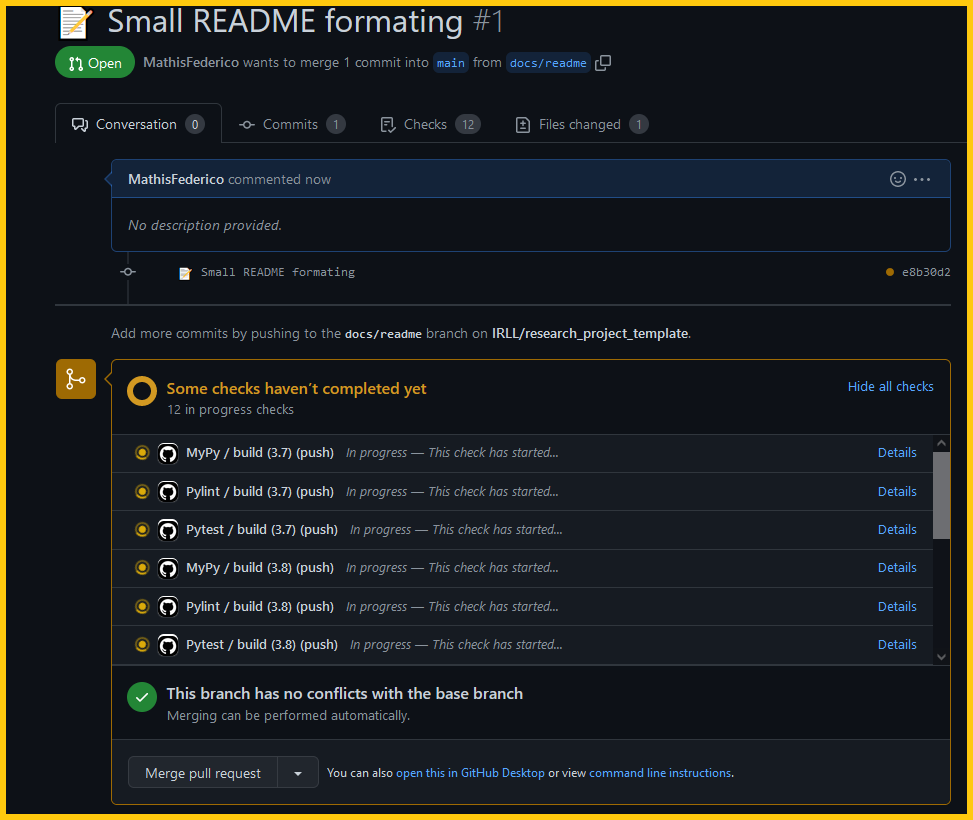 📝 Small README formating #1
Open MathisFederico wants to merge 1 commit into main from docs/readme
Conversation 0 Commits 1 Checks 12 Files changed 1
MathisFederico commented now
No description provided.
📝 Small README formating e8b30d2
Add more commits by pushing to the docs/readme branch on IRLL/research_project_template.
Some checks haven't completed yet Hide all checks
12 in progress checks
MyPy / build (3.7) (push) In progress — This check has started... Details
Pylint / build (3.7) (push) In progress — This check has started... Details
Pytest / build (3.7) (push) In progress — This check has started... Details
MyPy / build (3.8) (push) In progress — This check has started... Details
Pylint / build (3.8) (push) In progress — This check has started... Details
Pytest / build (3.8) (push) In progress — This check has started... Details
This branch has no conflicts with the base branch
Merging can be performed automatically.
Merge pull request You can also open this in GitHub Desktop or view command line instructions.